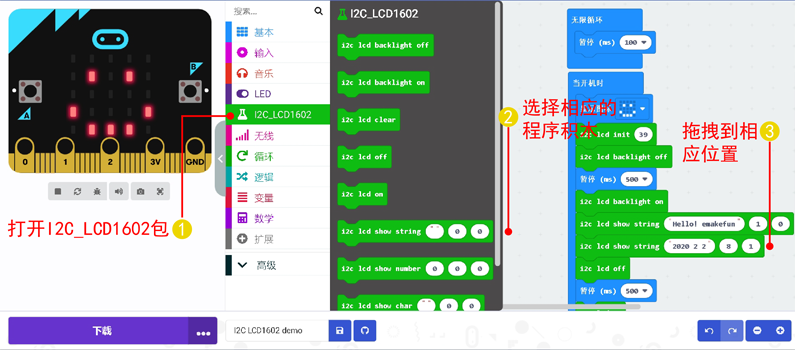 搜索...
基本
输入
音乐
LED
I2C_LCD1602
无线
循环
逻辑
变量
数学
扩展
高级
B
A
0
1
2
3V
GND
打开I2C_LCD1602包
1
I2C_LCD1602
i2c lcd backlight off
i2c lcd backlight on
i2c lcd clear
i2c lcd off
i2c lcd on
i2c lcd show string " " 0 0
i2c lcd show number 0 0 0
i2c lcd show char " " 0 0
2
选择相应的
程序积木
无限循环
暂停 (ms) 100
当开机时
i2c lcd init 39
i2c lcd backlight off
暂停 (ms) 500
i2c lcd backlight on
i2c lcd show string "Hello! emakefun" 1 0
i2c lcd show string "2020 2 2" 8 1
i2c lcd off
暂停 (ms) 500
拖拽到相
应位置
3
下载
I2C LCD1602 demo